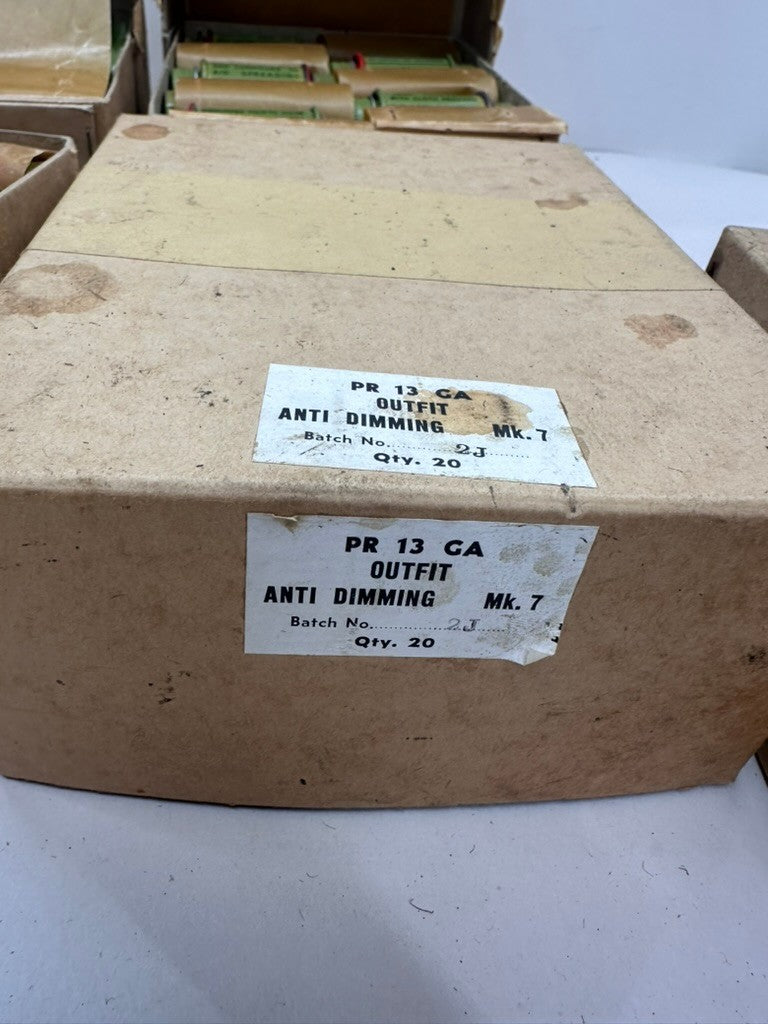 PR 13 GA
OUTFIT
ANTI DIMMING Mk. 7
Batch No. 2J
Qty. 20
PR 13 GA
OUTFIT
ANTI DIMMING Mk. 7
Batch No. 2J
Qty. 20